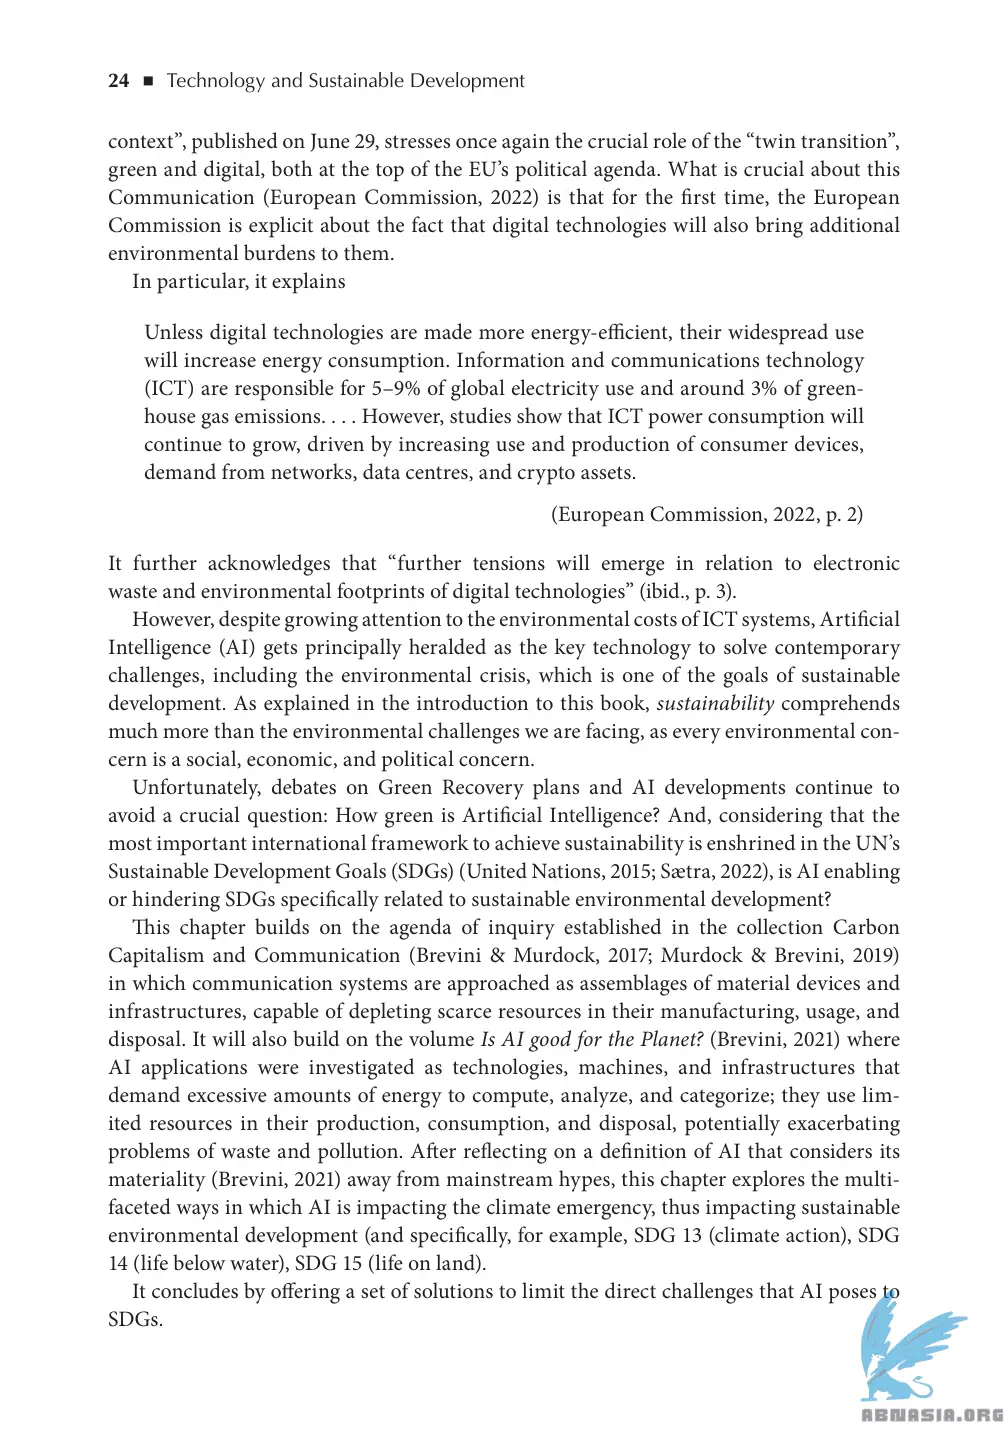 24 ■ Technology and Sustainable Development
context”, published on June 29, stresses once again the crucial role of the “twin transition”,
green and digital, both at the top of the EU’s political agenda. What is crucial about this
Communication (European Commission, 2022) is that for the first time, the European
Commission is explicit about the fact that digital technologies will also bring additional
environmental burdens to them.
In particular, it explains
Unless digital technologies are made more energy-efficient, their widespread use
will increase energy consumption. Information and communications technology
(ICT) are responsible for 5–9% of global electricity use and around 3% of green-
house gas emissions. . . . However, studies show that ICT power consumption will
continue to grow, driven by increasing use and production of consumer devices,
demand from networks, data centres, and crypto assets.
(European Commission, 2022, p. 2)
It further acknowledges that “further tensions will emerge in relation to electronic
waste and environmental footprints of digital technologies” (ibid., p. 3).
However, despite growing attention to the environmental costs of ICT systems, Artificial
Intelligence (AI) gets principally heralded as the key technology to solve contemporary
challenges, including the environmental crisis, which is one of the goals of sustainable
development. As explained in the introduction to this book, sustainability comprehends
much more than the environmental challenges we are facing, as every environmental con-
cern is a social, economic, and political concern.
Unfortunately, debates on Green Recovery plans and AI developments continue to
avoid a crucial question: How green is Artificial Intelligence? And, considering that the
most important international framework to achieve sustainability is enshrined in the UN’s
Sustainable Development Goals (SDGs) (United Nations, 2015; Sætra, 2022), is AI enabling
or hindering SDGs specifically related to sustainable environmental development?
This chapter builds on the agenda of inquiry established in the collection Carbon
Capitalism and Communication (Brevini & Murdock, 2017; Murdock & Brevini, 2019)
in which communication systems are approached as assemblages of material devices and
infrastructures, capable of depleting scarce resources in their manufacturing, usage, and
disposal. It will also build on the volume Is AI good for the Planet? (Brevini, 2021) where
AI applications were investigated as technologies, machines, and infrastructures that
demand excessive amounts of energy to compute, analyze, and categorize; they use lim-
ited resources in their production, consumption, and disposal, potentially exacerbating
problems of waste and pollution. After reflecting on a definition of AI that considers its
materiality (Brevini, 2021) away from mainstream hypes, this chapter explores the multi-
faceted ways in which AI is impacting the climate emergency, thus impacting sustainable
environmental development (and specifically, for example, SDG 13 (climate action), SDG
14 (life below water), SDG 15 (life on land).
It concludes by offering a set of solutions to limit the direct challenges that AI poses to
SDGs.
ABNASIA.ORG